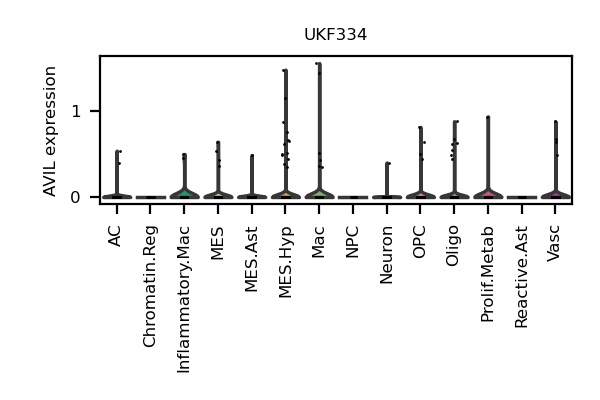 UKF334
AVIL expression
1
0
AC
Chromatin.Reg
Inflammatory.Mac
MES
MES.Ast
MES.Hyp
Mac
NPC
Neuron
OPC
Oligo
Prolif.Metab
Reactive.Ast
Vasc